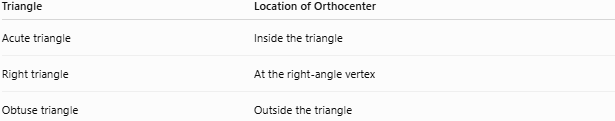 Triangle Location of Orthocenter
Acute triangle Inside the triangle
Right triangle At the right-angle vertex
Obtuse triangle Outside the triangle